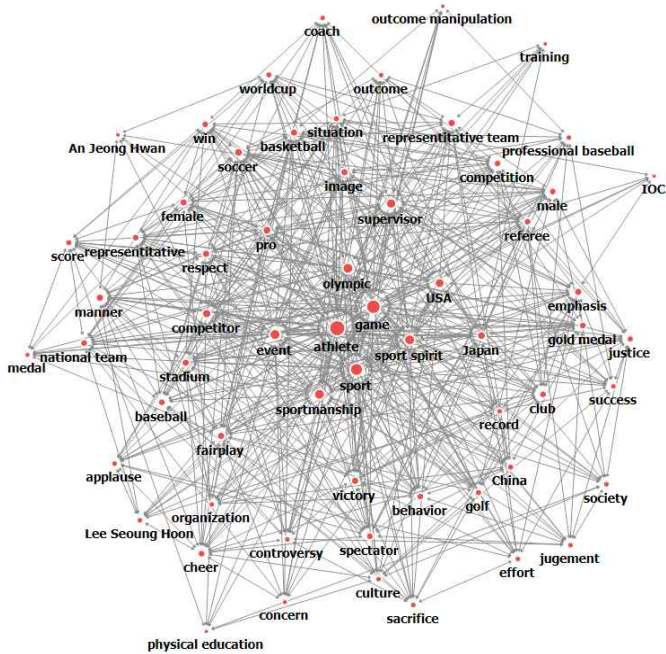 outcome manipulation
coach
training
worldcup
outcome
An Jeong Hwan
win
basketball
situation
representitative team
professional baseball
soccer
competition
image
IOC
female
supervisor
male
referee
score
representitative
respect
pro
olympic
USA
emphasis
manner
competitor
game
gold medal
justice
medal
national team
event
athlete
sport spirit
Japan
stadium
sport
success
baseball
sportmanship
record
club
fairplay
applause
victory
China
society
Lee Seoung Hoon
organization
behavior
golf
controversy
spectator
jugement
cheer
effort
culture
concern
sacrifice
physical education